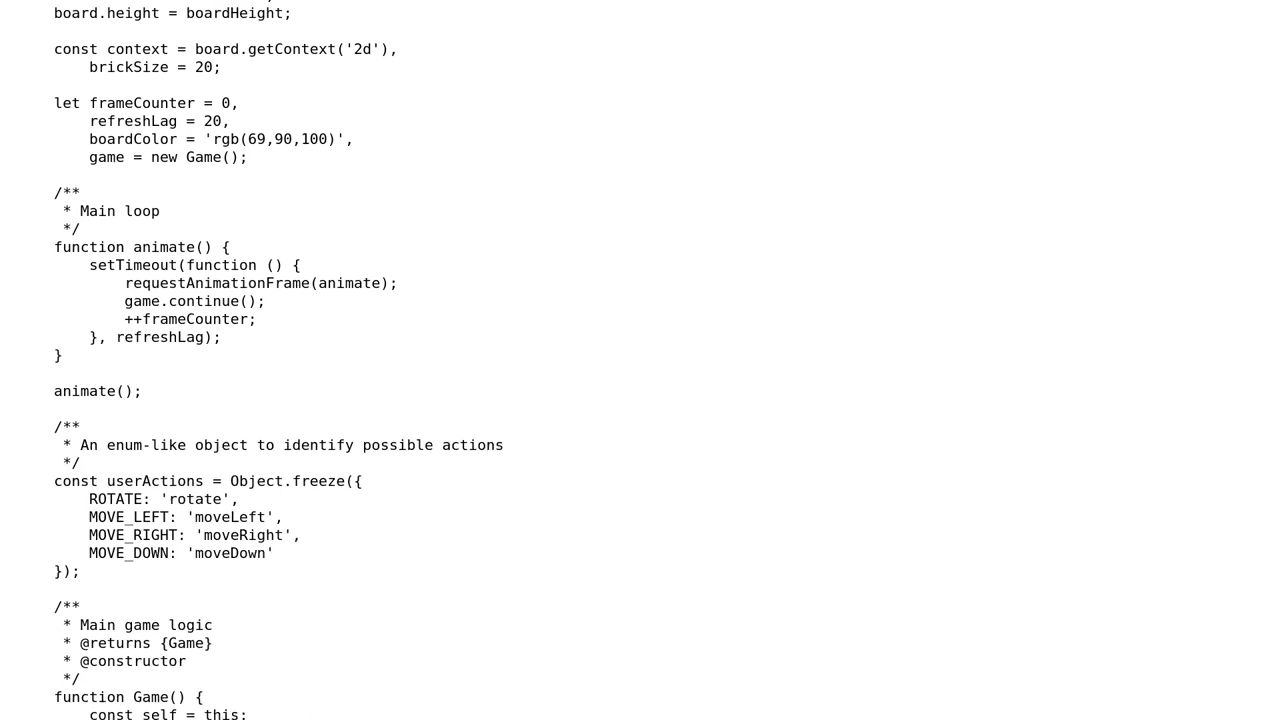 board.height = boardHeight;

const context = board.getContext('2d'),
    brickSize = 20;

let frameCounter = 0,
    refreshLag = 20,
    boardColor = 'rgb(69,90,100)',
    game = new Game();

/**
 * Main loop
 */
function animate() {
    setTimeout(function () {
        requestAnimationFrame(animate);
        game.continue();
        ++frameCounter;
    }, refreshLag);
}

animate();

/**
 * An enum-like object to identify possible actions
 */
const userActions = Object.freeze({
    ROTATE: 'rotate',
    MOVE_LEFT: 'moveLeft',
    MOVE_RIGHT: 'moveRight',
    MOVE_DOWN: 'moveDown'
});

/**
 * Main game logic
 * @returns {Game}
 * @constructor
 */
function Game() {
    const self = this;